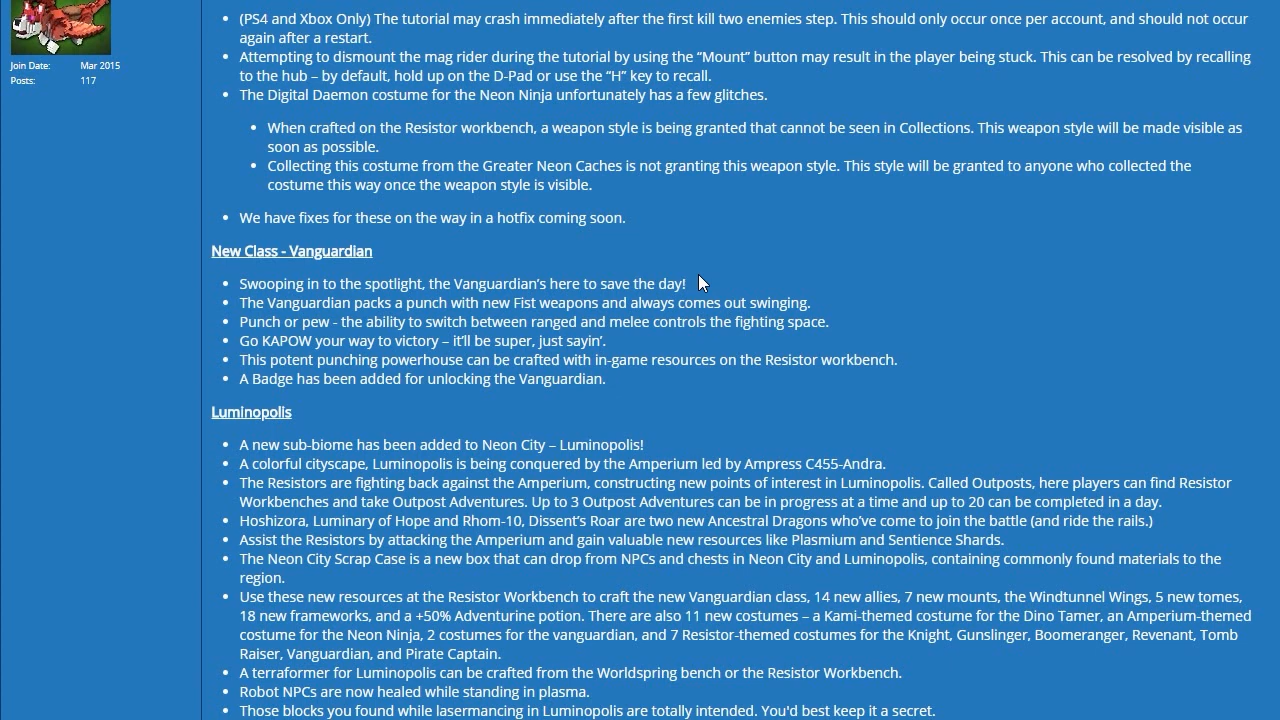 (PS4 and Xbox Only) The tutorial may crash immediately after the first kill two enemies step. This should only occur once per account, and should not occur
again after a restart.
Join Date: Mar 2015
Posts: 117
Attempting to dismount the mag rider during the tutorial by using the “Mount” button may result in the player being stuck. This can be resolved by recalling
to the hub – by default, hold up on the D-Pad or use the “H” key to recall.
The Digital Daemon costume for the Neon Ninja unfortunately has a few glitches.
When crafted on the Resistor workbench, a weapon style is being granted that cannot be seen in Collections. This weapon style will be made visible as
soon as possible.
Collecting this costume from the Greater Neon Caches is not granting this weapon style. This style will be granted to anyone who collected the
costume this way once the weapon style is visible.
We have fixes for these on the way in a hotfix coming soon.
New Class - Vanguardian
Swooping in to the spotlight, the Vanguardian’s here to save the day!
The Vanguardian packs a punch with new Fist weapons and always comes out swinging.
Punch or pew - the ability to switch between ranged and melee controls the fighting space.
Go KAPOW your way to victory – it’ll be super, just sayin’.
This potent punching powerhouse can be crafted with in-game resources on the Resistor workbench.
A Badge has been added for unlocking the Vanguardian.
Luminopolis
A new sub-biome has been added to Neon City – Luminopolis!
A colorful cityscape, Luminopolis is being conquered by the Amperium led by Ampress C455-Andra.
The Resistors are fighting back against the Amperium, constructing new points of interest in Luminopolis. Called Outposts, here players can find Resistor
Workbenches and take Outpost Adventures. Up to 3 Outpost Adventures can be in progress at a time and up to 20 can be completed in a day.
Hoshizora, Luminary of Hope and Rhom-10, Dissent’s Roar are two new Ancestral Dragons who’ve come to join the battle (and ride the rails.)
Assist the Resistors by attacking the Amperium and gain valuable new resources like Plasmium and Sentience Shards.
The Neon City Scrap Case is a new box that can drop from NPCs and chests in Neon City and Luminopolis, containing commonly found materials to the
region.
Use these new resources at the Resistor Workbench to craft the new Vanguardian class, 14 new allies, 7 new mounts, the Windtunnel Wings, 5 new tomes,
18 new frameworks, and a +50% Adventurine potion. There are also 11 new costumes – a Kami-themed costume for the Dino Tamer, an Amperium-themed
costume for the Neon Ninja, 2 costumes for the vanguardian, and 7 Resistor-themed costumes for the Knight, Gunslinger, Boomeranger, Revenant, Tomb
Raiser, Vanguardian, and Pirate Captain.
A terraformer for Luminopolis can be crafted from the Worldspring bench or the Resistor Workbench.
Robot NPCs are now healed while standing in plasma.
Those blocks you found while lasermancing in Luminopolis are totally intended. You'd best keep it a secret.